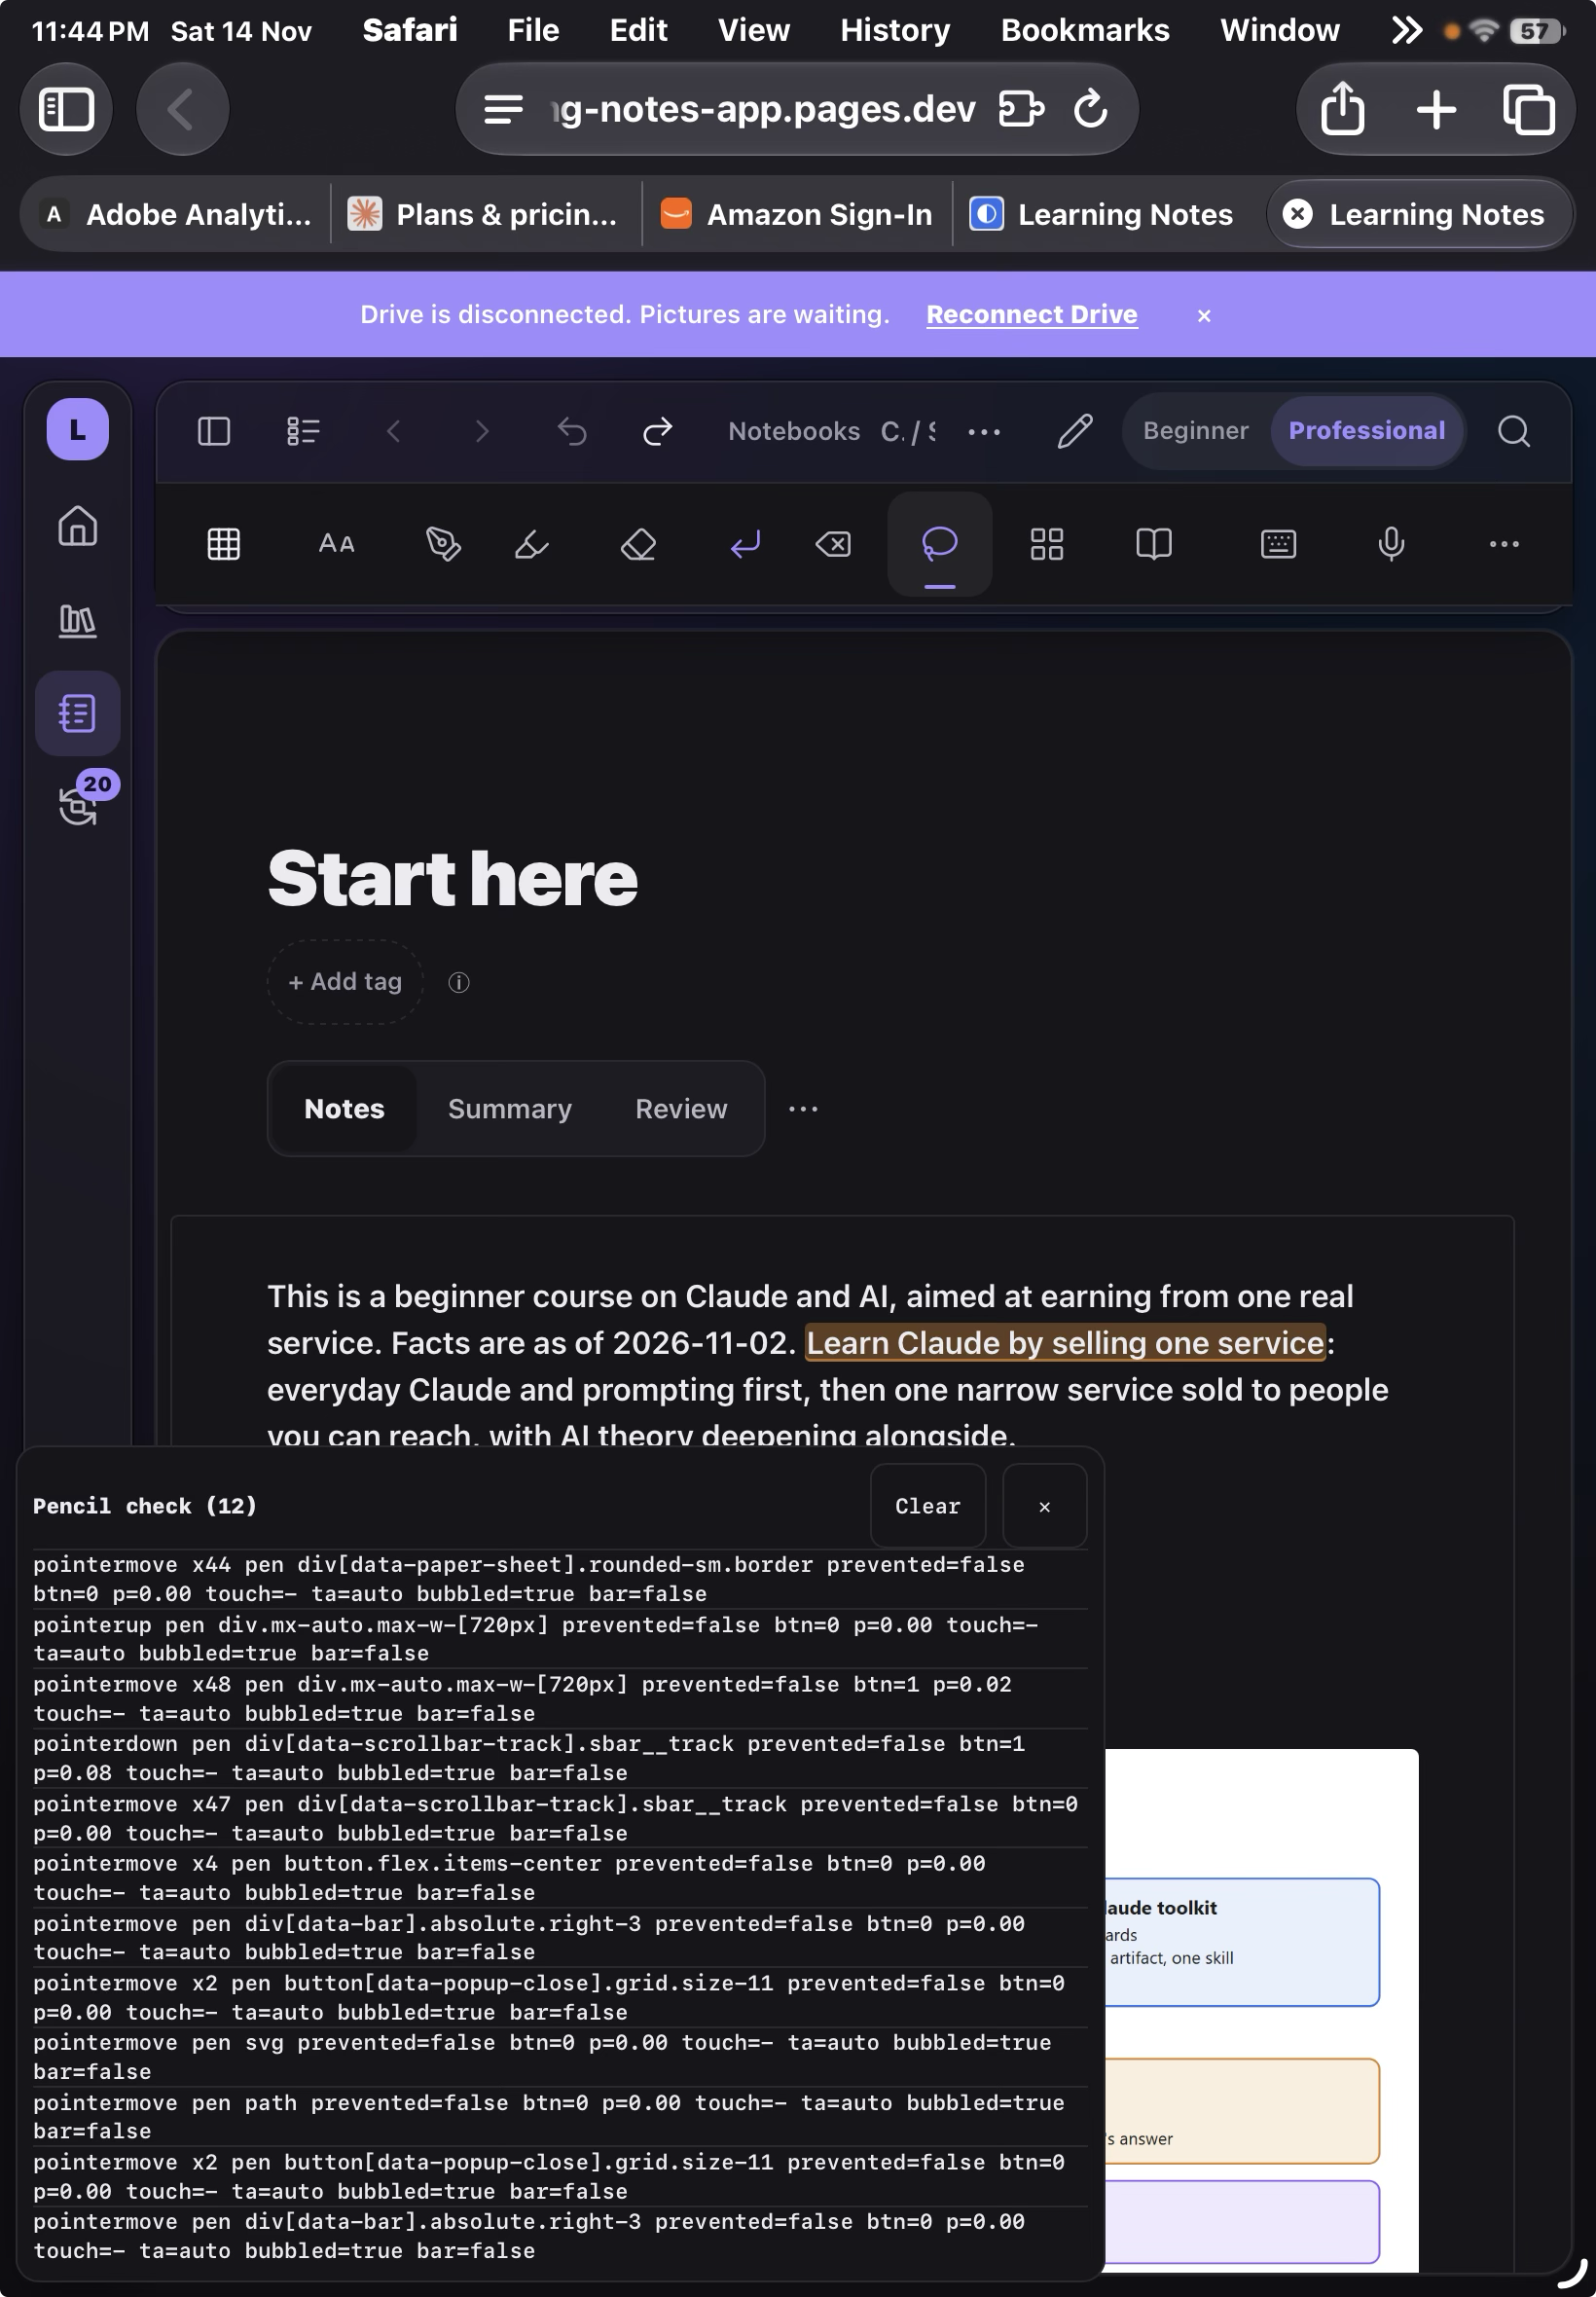 11:44 PM Sat 14 Nov Safari File Edit View History Bookmarks Window 57
g-notes-app.pages.dev
A Adobe Analyti... Plans & pricin... Amazon Sign-In Learning Notes Learning Notes
Drive is disconnected. Pictures are waiting. Reconnect Drive ×
L
Notebooks C. / Beginner Professional
AA
20
Start here
+ Add tag
Notes Summary Review
This is a beginner course on Claude and AI, aimed at earning from one real
service. Facts are as of 2026-11-02. Learn Claude by selling one service:
everyday Claude and prompting first, then one narrow service sold to people
you can reach, with AI theory deepening alongside.
Pencil check (12) Clear ×
pointermove x44 pen div[data-paper-sheet].rounded-sm.border prevented=false
btn=0 p=0.00 touch=- ta=auto bubbled=true bar=false
pointerup pen div.mx-auto.max-w-[720px] prevented=false btn=0 p=0.00 touch=-
ta=auto bubbled=true bar=false
pointermove x48 pen div.mx-auto.max-w-[720px] prevented=false btn=1 p=0.02
touch=- ta=auto bubbled=true bar=false
pointerdown pen div[data-scrollbar-track].sbar__track prevented=false btn=1
p=0.08 touch=- ta=auto bubbled=true bar=false
pointermove x47 pen div[data-scrollbar-track].sbar__track prevented=false btn=0
p=0.00 touch=- ta=auto bubbled=true bar=false
pointermove x4 pen button.flex.items-center prevented=false btn=0 p=0.00
touch=- ta=auto bubbled=true bar=false
pointermove pen div[data-bar].absolute.right-3 prevented=false btn=0 p=0.00
touch=- ta=auto bubbled=true bar=false
pointermove x2 pen button[data-popup-close].grid.size-11 prevented=false btn=0
p=0.00 touch=- ta=auto bubbled=true bar=false
pointermove pen svg prevented=false btn=0 p=0.00 touch=- ta=auto bubbled=true
bar=false
pointermove pen path prevented=false btn=0 p=0.00 touch=- ta=auto bubbled=true
bar=false
pointermove x2 pen button[data-popup-close].grid.size-11 prevented=false btn=0
p=0.00 touch=- ta=auto bubbled=true bar=false
pointermove pen div[data-bar].absolute.right-3 prevented=false btn=0 p=0.00
touch=- ta=auto bubbled=true bar=false
laude toolkit
ards
artifact, one skill
's answer